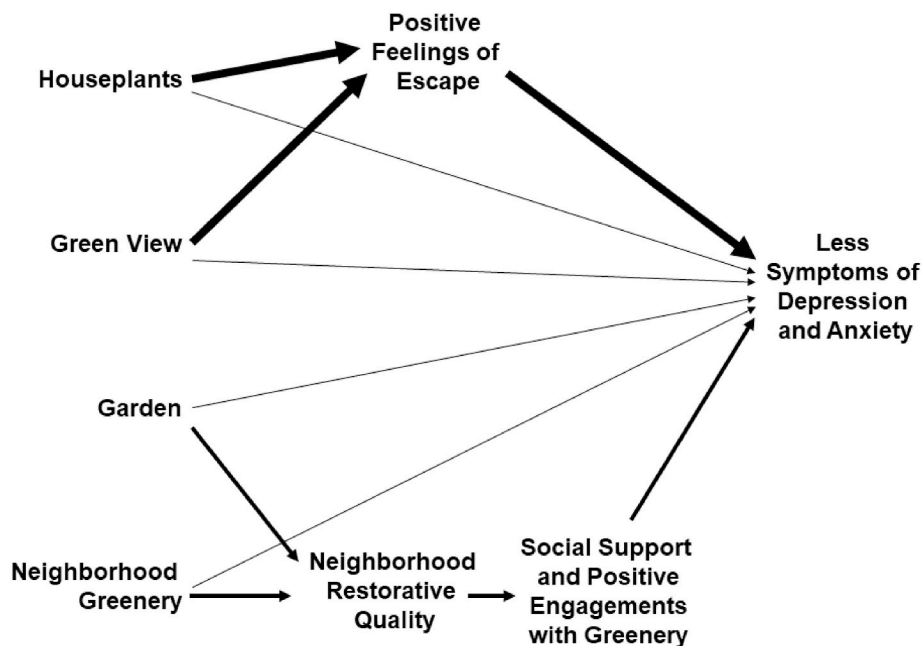 Positive
Feelings of
Escape
Houseplants
Green View
Less
Symptoms of
Depression
and Anxiety
Garden
Neighborhood
Greenery
Neighborhood
Restorative
Quality
Social Support
and Positive
Engagements
with Greenery